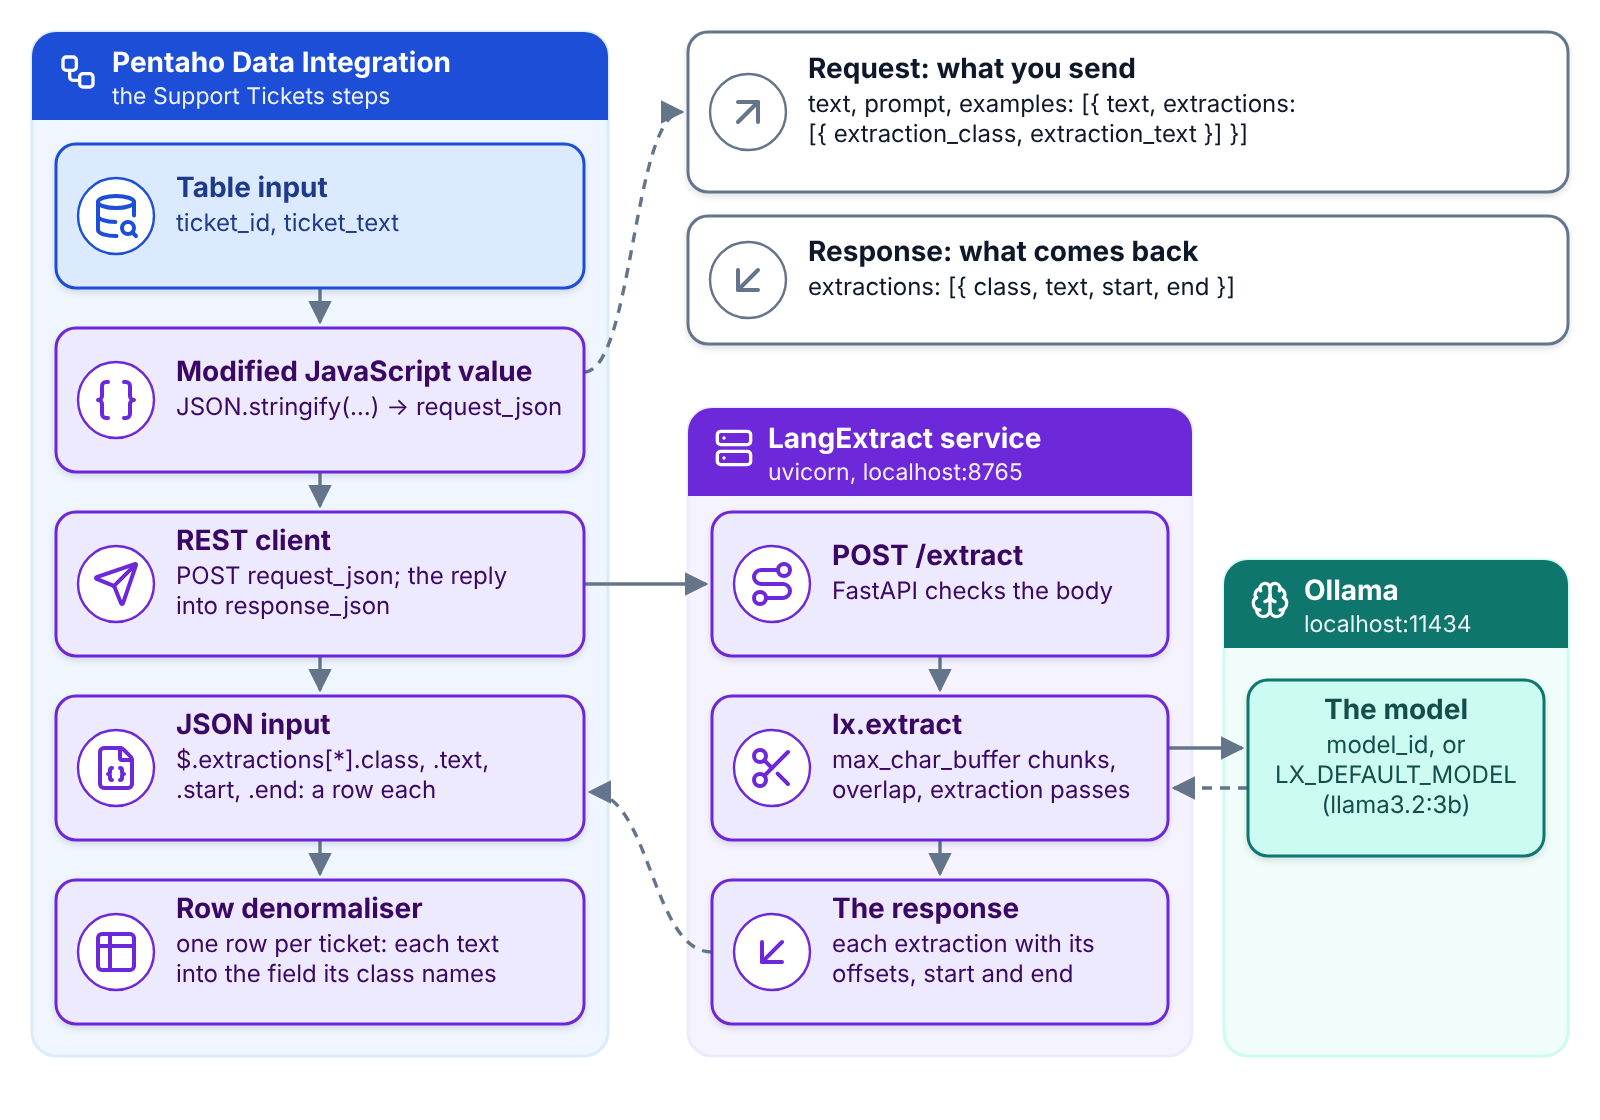 Pentaho Data Integration
the Support Tickets steps
Table input
ticket_id, ticket_text
Modified JavaScript value
JSON.stringify(...) → request_json
REST client
POST request_json; the reply
into response_json
JSON input
$.extractions[*].class, .text,
.start, .end: a row each
Row denormaliser
one row per ticket: each text
into the field its class names
Request: what you send
text, prompt, examples: [{ text, extractions:
[{ extraction_class, extraction_text }] }]
Response: what comes back
extractions: [{ class, text, start, end }]
LangExtract service
uvicorn, localhost:8765
POST /extract
FastAPI checks the body
lx.extract
max_char_buffer chunks,
overlap, extraction passes
The response
each extraction with its
offsets, start and end
Ollama
localhost:11434
The model
model_id, or
LX_DEFAULT_MODEL
(llama3.2:3b)